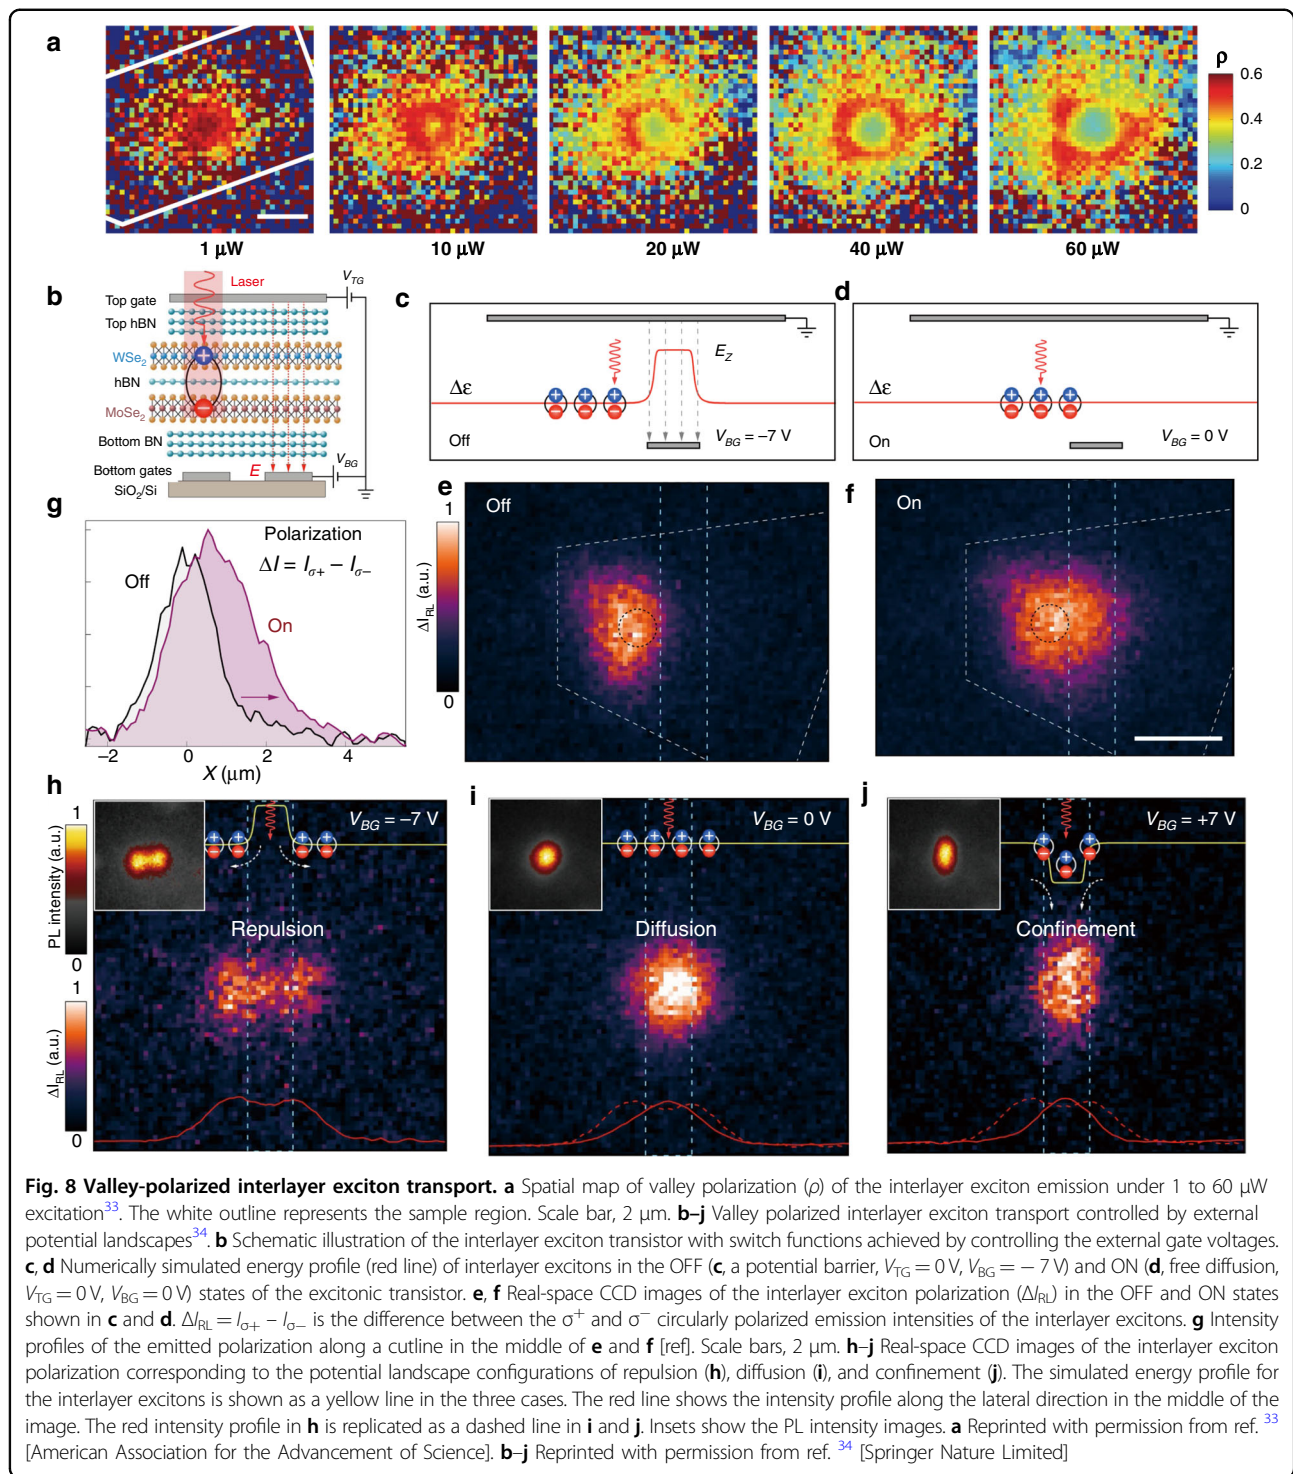 a
1 μW
10 μW
20 μW
40 μW
60 μW
ρ
0.6
0.4
0.2
0
b
Laser
V_TG
Top gate
Top hBN
WSe₂
hBN
MoSe₂
Bottom BN
Bottom gates
E
V_BG
SiO₂/Si
c
E_Z
Δε
Off
V_BG = −7 V
d
Δε
On
V_BG = 0 V
e
Off
1
ΔI_RL (a.u.)
0
f
On
g
Polarization
ΔI = I_σ+ − I_σ−
Off
On
−2
0
2
4
X (μm)
h
1
PL intensity (a.u.)
0
1
ΔI_RL (a.u.)
0
V_BG = −7 V
Repulsion
i
V_BG = 0 V
Diffusion
j
V_BG = +7 V
Confinement
Fig. 8 Valley-polarized interlayer exciton transport. a Spatial map of valley polarization (ρ) of the interlayer exciton emission under 1 to 60 μW
excitation³³. The white outline represents the sample region. Scale bar, 2 μm. b–j Valley polarized interlayer exciton transport controlled by external
potential landscapes³⁴. b Schematic illustration of the interlayer exciton transistor with switch functions achieved by controlling the external gate voltages.
c, d Numerically simulated energy profile (red line) of interlayer excitons in the OFF (c, a potential barrier, V_TG = 0 V, V_BG = − 7 V) and ON (d, free diffusion,
V_TG = 0 V, V_BG = 0 V) states of the excitonic transistor. e, f Real-space CCD images of the interlayer exciton polarization (ΔI_RL) in the OFF and ON states
shown in c and d. ΔI_RL = I_σ+ – I_σ− is the difference between the σ⁺ and σ⁻ circularly polarized emission intensities of the interlayer excitons. g Intensity
profiles of the emitted polarization along a cutline in the middle of e and f [ref]. Scale bars, 2 μm. h–j Real-space CCD images of the interlayer exciton
polarization corresponding to the potential landscape configurations of repulsion (h), diffusion (i), and confinement (j). The simulated energy profile for
the interlayer excitons is shown as a yellow line in the three cases. The red line shows the intensity profile along the lateral direction in the middle of the
image. The red intensity profile in h is replicated as a dashed line in i and j. Insets show the PL intensity images. a Reprinted with permission from ref. ³³
[American Association for the Advancement of Science]. b–j Reprinted with permission from ref. ³⁴ [Springer Nature Limited]